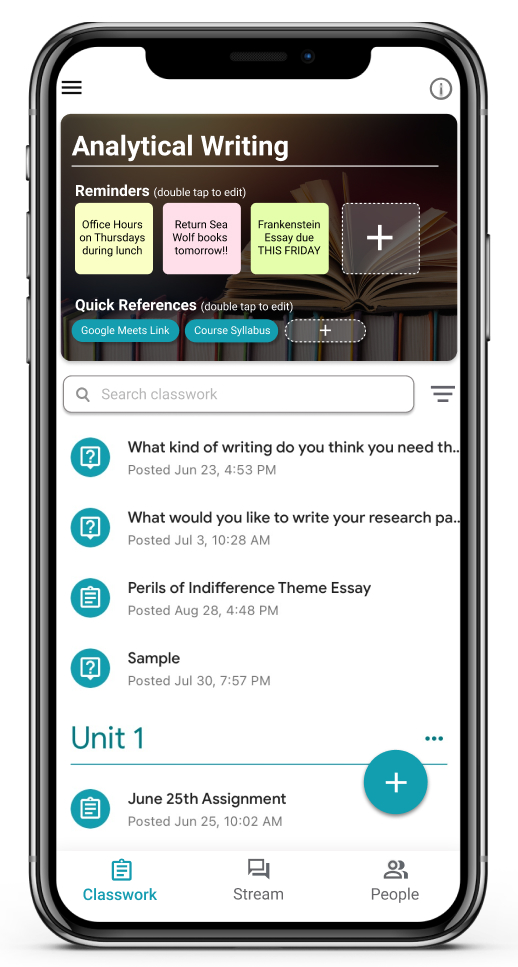 Analytical Writing
Reminders (double tap to edit)
Office Hours
on Thursdays
during lunch
Return Sea
Wolf books
tomorrow!!
Frankenstein
Essay due
THIS FRIDAY
+
Quick References (double tap to edit)
Google Meets Link
Course Syllabus
+
Search classwork
What kind of writing do you think you need th..
Posted Jun 23, 4:53 PM
What would you like to write your research pa..
Posted Jul 3, 10:28 AM
Perils of Indifference Theme Essay
Posted Aug 28, 4:48 PM
Sample
Posted Jul 30, 7:57 PM
Unit 1
June 25th Assignment
Posted Jun 25, 10:02 AM
+
Classwork
Stream
People